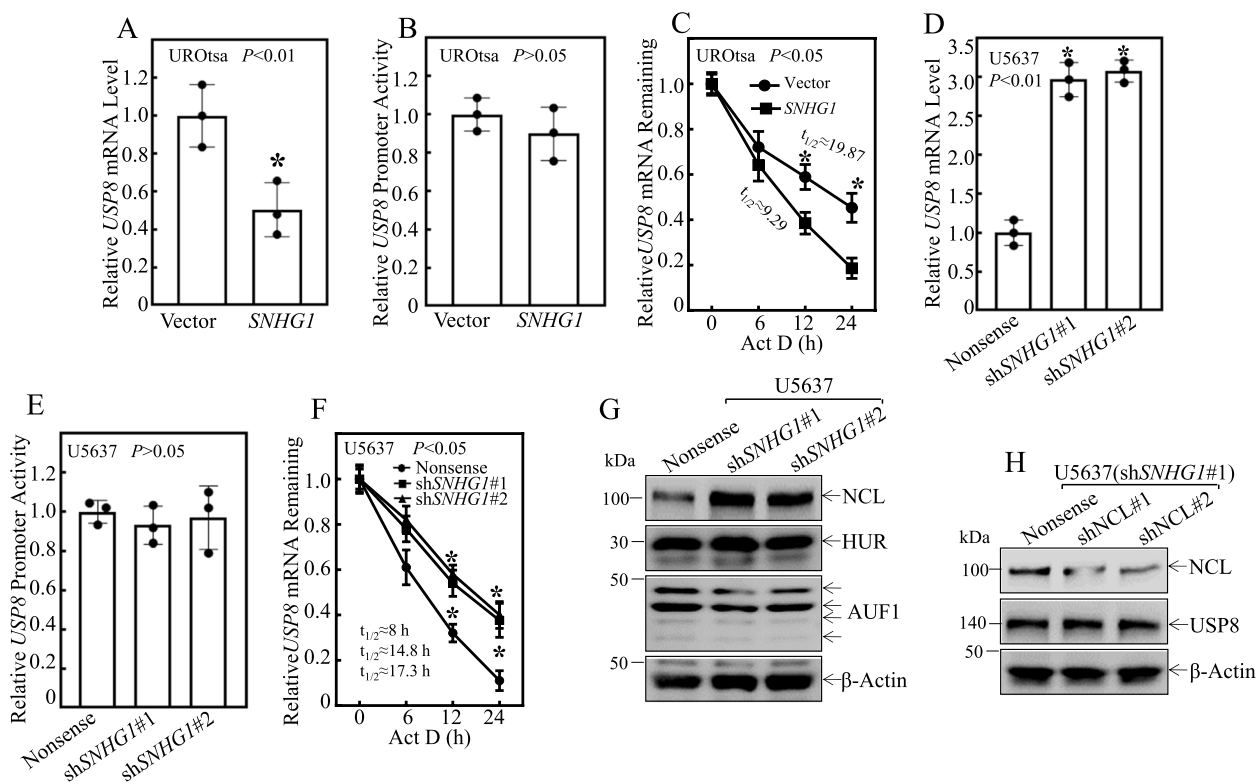 A
UROtsa P<0.01
Relative USP8 mRNA Level
1.2
1.0
0.8
0.6
0.4
0.2
0
*
Vector SNHG1
B
UROtsa P>0.05
Relative USP8 Promoter Activity
1.2
1.0
0.8
0.6
0.4
0.2
0
Vector SNHG1
C
UROtsa P<0.05
Relative USP8 mRNA Remaining
1.0
0.8
0.6
0.4
0.2
0
Vector
SNHG1
t1/2≈19.87
t1/2≈9.29
*
*
0 6 12 24
Act D (h)
D
U5637
P<0.01
Relative USP8 mRNA Level
3.5
3.0
2.5
2.0
1.5
1.0
0.5
0
* *
Nonsense
shSNHG1#1
shSNHG1#2
E
U5637 P>0.05
Relative USP8 Promoter Activity
1.2
1.0
0.8
0.6
0.4
0.2
0
Nonsense
shSNHG1#1
shSNHG1#2
F
U5637 P<0.05
Relative USP8 mRNA Remaining
1.0
0.8
0.6
0.4
0.2
0
Nonsense
shSNHG1#1
shSNHG1#2
* *
* *
t1/2≈8 h
t1/2≈14.8 h
t1/2≈17.3 h
0 6 12 24
Act D (h)
G
U5637
Nonsense
shSNHG1#1
shSNHG1#2
kDa
100 NCL
30 HUR
50
AUF1
50
β-Actin
H
U5637(shSNHG1#1)
Nonsense
shNCL#1
shNCL#2
kDa
100 NCL
140 USP8
50
β-Actin